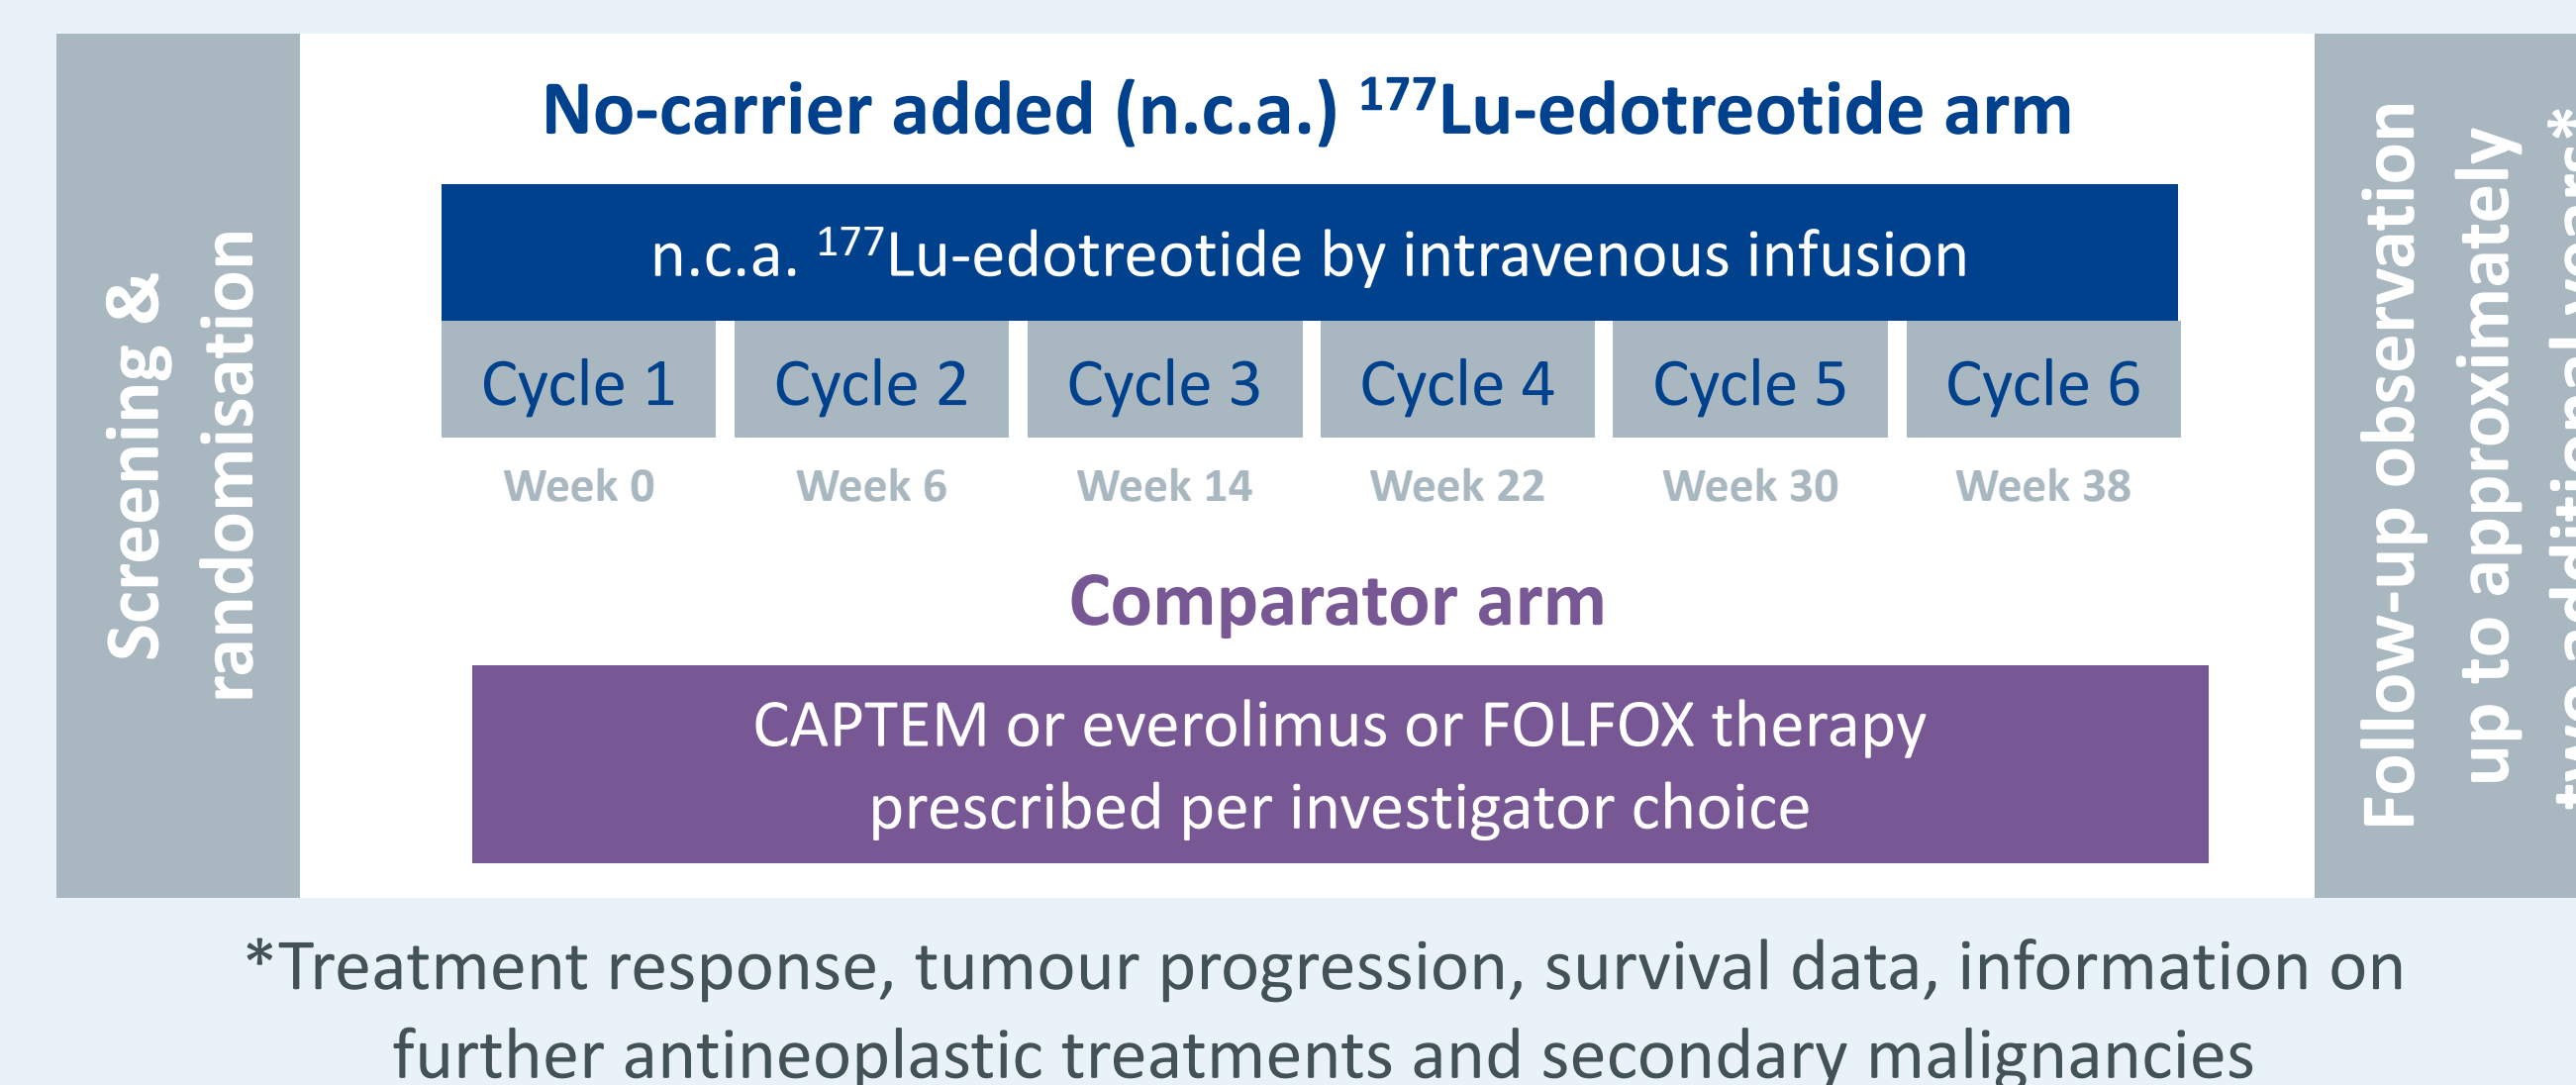 Screening &
randomisation
No-carrier added (n.c.a.) ¹⁷⁷Lu-edotreotide arm
n.c.a. ¹⁷⁷Lu-edotreotide by intravenous infusion
Cycle 1 Cycle 2 Cycle 3 Cycle 4 Cycle 5 Cycle 6
Week 0 Week 6 Week 14 Week 22 Week 30 Week 38
Comparator arm
CAPTEM or everolimus or FOLFOX therapy
prescribed per investigator choice
Follow-up observation
up to approximately
two additional years*
*Treatment response, tumour progression, survival data, information on
further antineoplastic treatments and secondary malignancies